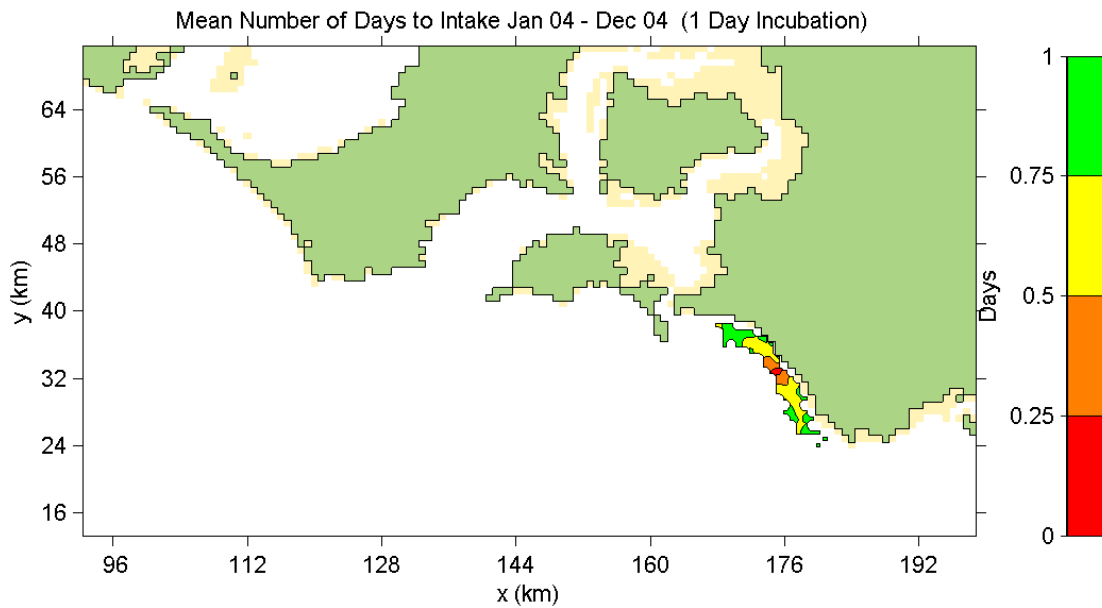 Mean Number of Days to Intake Jan 04 - Dec 04 (1 Day Incubation)
64
56
48
40
32
24
16
y (km)
96 112 128 144 160 176 192
x (km)
Days
1
0.75
0.5
0.25
0